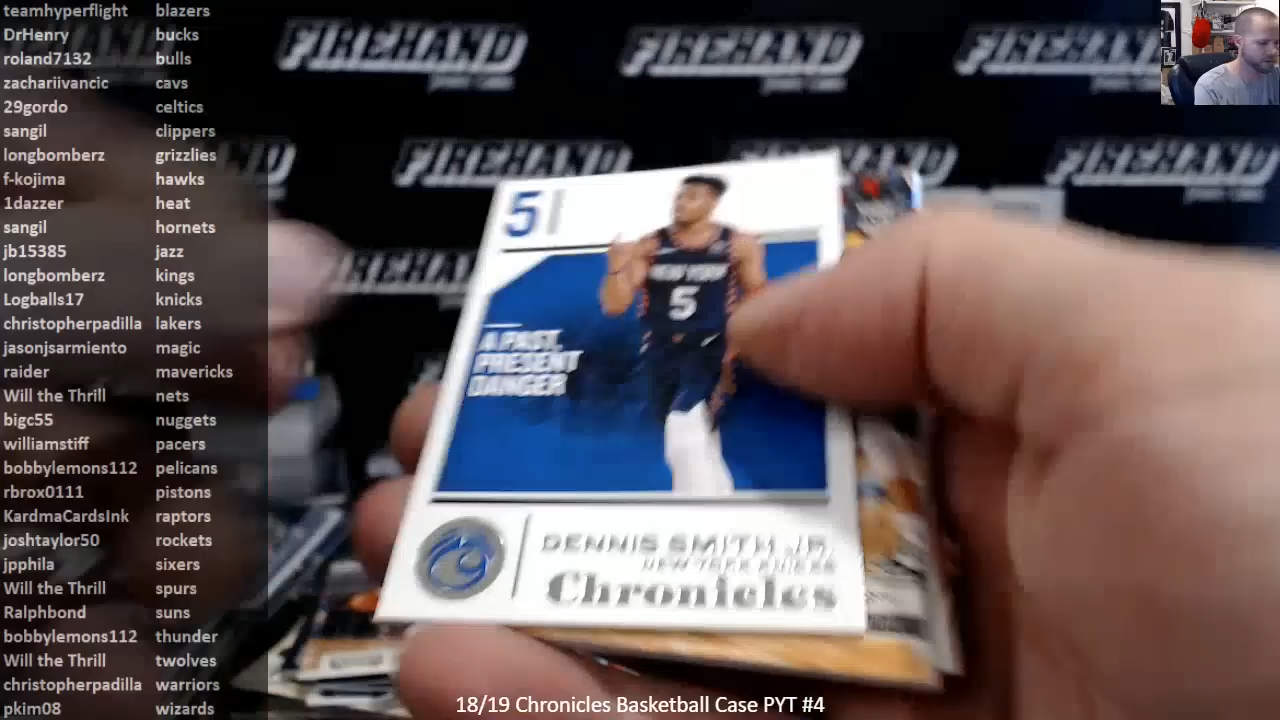 teamhyperflight blazers
DrHenry bucks
roland7132 bulls
zachariivancic cavs
29gordo celtics
sangil clippers
longbomberz grizzlies
f-kojima hawks
1dazzer heat
sangil hornets
jb15385 jazz
longbomberz kings
Logballs17 knicks
christopherpadilla lakers
jasonjsarmiento magic
raider mavericks
Will the Thrill nets
bigc55 nuggets
williamstiff pacers
bobbylemons112 pelicans
rbrox0111 pistons
KardmaCardsInk raptors
joshtaylor50 rockets
jpphila sixers
Will the Thrill spurs
Ralphbond suns
bobbylemons112 thunder
Will the Thrill twolves
christopherpadilla warriors
pkim08 wizards
FIREHAND FIREHAND FIREHAND
FIREHAND
FIREHAND
5
NEW YORK
5
A PAST,
PRESENT
DANGER
DENNIS SMITH JR.
NEW YORK KNICKS
Chronicles
18/19 Chronicles Basketball Case PYT #4